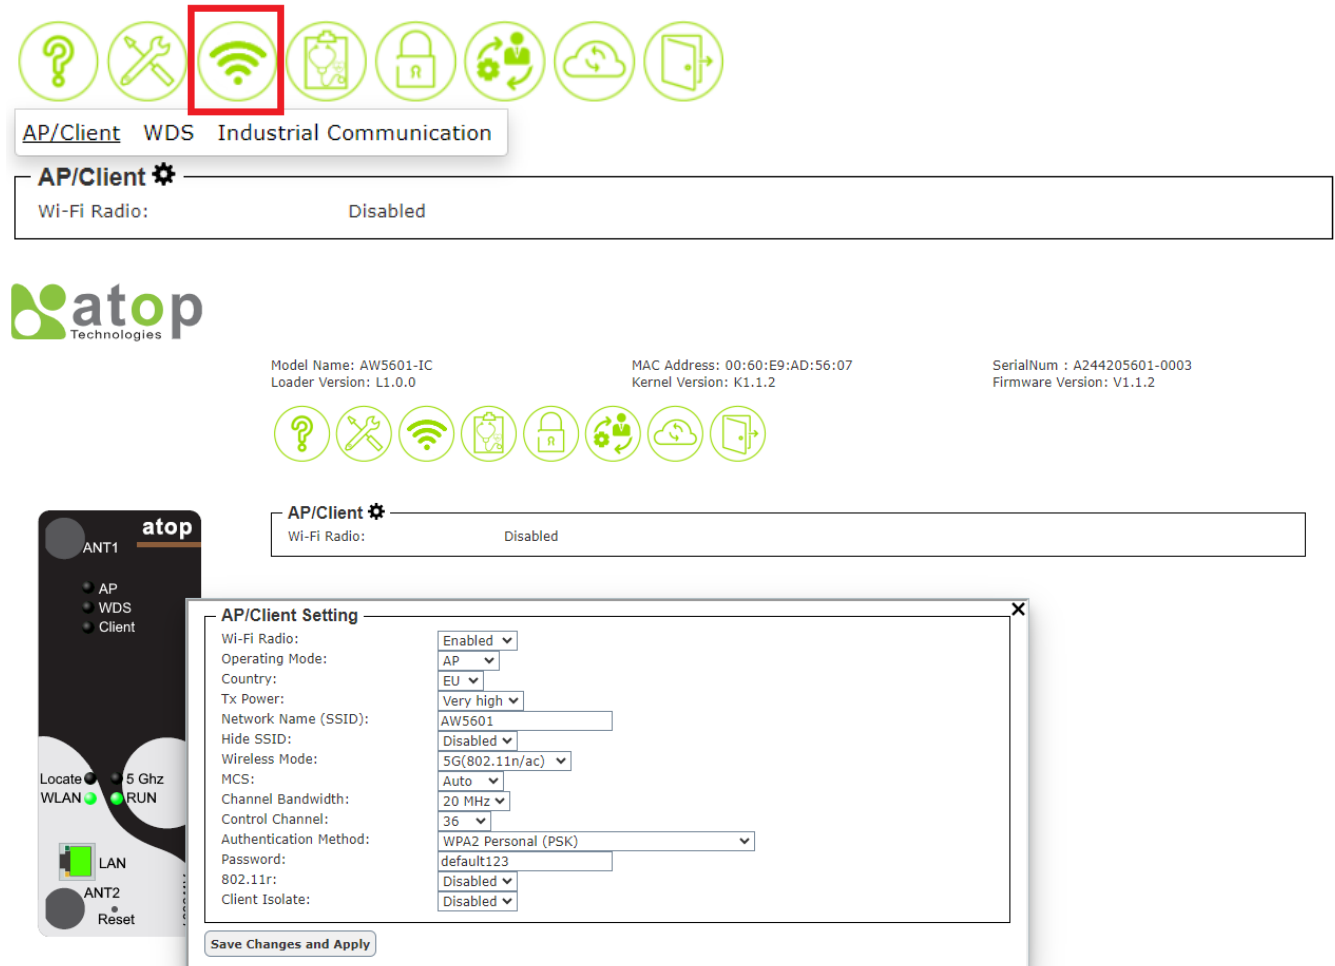 AP/Client WDS Industrial Communication
AP/Client
Wi-Fi Radio: Disabled
atop
Technologies
Model Name: AW5601-IC MAC Address: 00:60:E9:AD:56:07 SerialNum : A244205601-0003
Loader Version: L1.0.0 Kernel Version: K1.1.2 Firmware Version: V1.1.2
AP/Client
Wi-Fi Radio: Disabled
atop
ANT1
AP
WDS
Client
Locate 5 Ghz
WLAN RUN
LAN
ANT2
Reset
AP/Client Setting
Wi-Fi Radio: Enabled
Operating Mode: AP
Country: EU
Tx Power: Very high
Network Name (SSID): AW5601
Hide SSID: Disabled
Wireless Mode: 5G(802.11n/ac)
MCS: Auto
Channel Bandwidth: 20 MHz
Control Channel: 36
Authentication Method: WPA2 Personal (PSK)
Password: default123
802.11r: Disabled
Client Isolate: Disabled
Save Changes and Apply